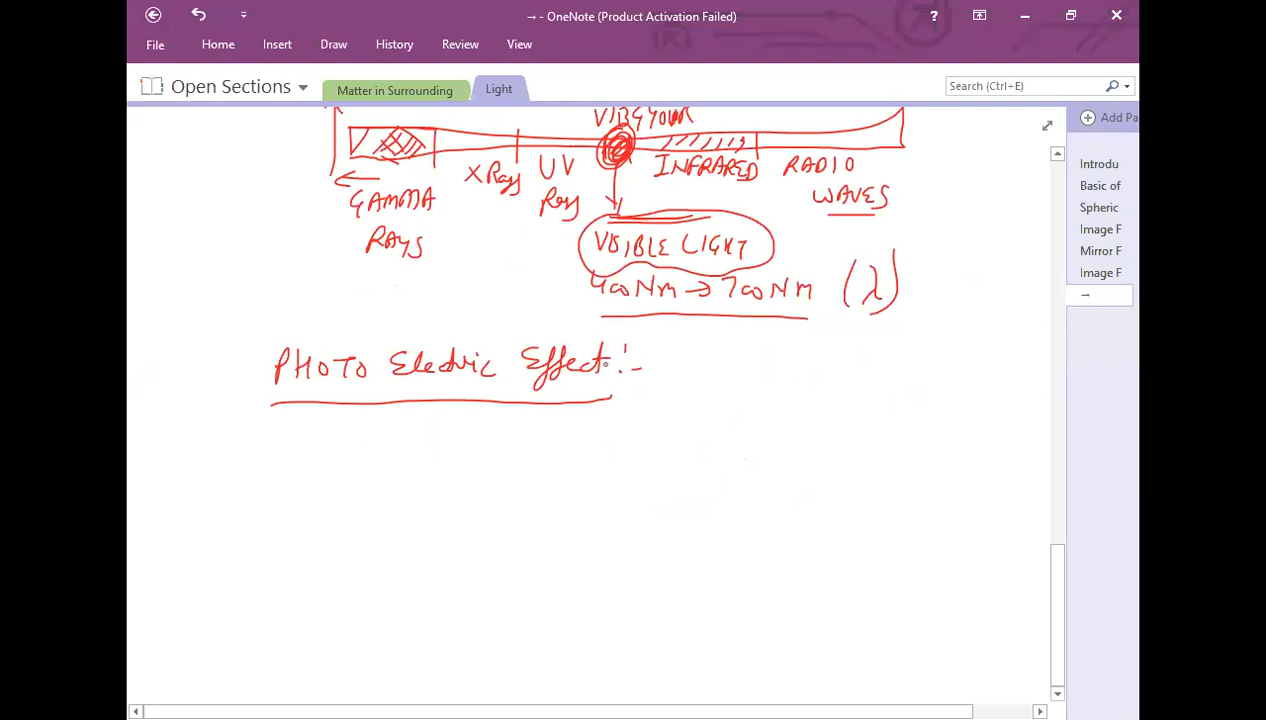 → - OneNote (Product Activation Failed)
?
File Home Insert Draw History Review View
Open Sections Matter in Surrounding Light Search (Ctrl+E)
Add Pa
VIBGYOR
X Rays UV Rays INFRARED RADIO WAVES
GAMMA RAYS
VISIBLE LIGHT
400 Nm → 700 Nm (λ)
PHOTO Electric Effect :-
Introdu
Basic of
Spheric
Image F
Mirror F
Image F
→